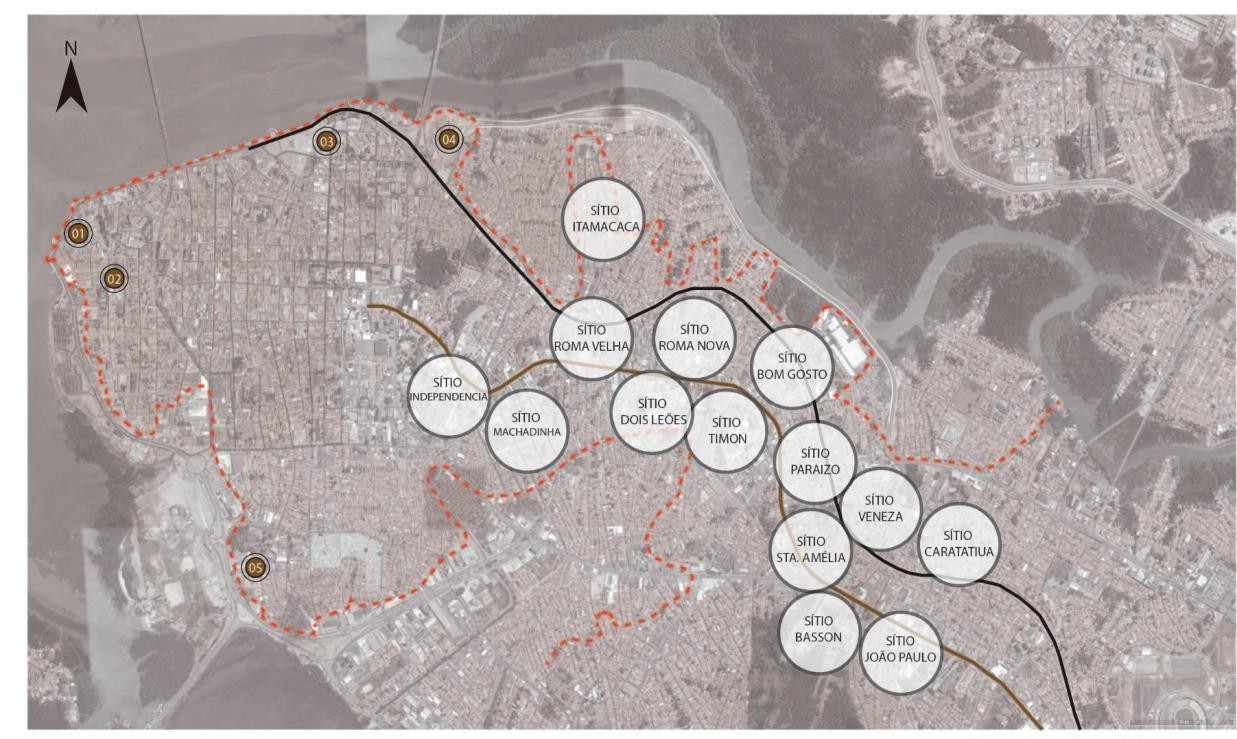 N
03
04
01
02
SÍTIO
ITAMACACA
SÍTIO
ROMA VELHA
SÍTIO
ROMA NOVA
SÍTIO
BOM GOSTO
SÍTIO
INDEPENDENCIA
SÍTIO
MACHADINHA
SÍTIO
DOIS LEÕES
SÍTIO
TIMON
SÍTIO
PARAIZO
SÍTIO
VENEZA
SÍTIO
CARATATIUA
SÍTIO
STA. AMÉLIA
05
SÍTIO
BASSON
SÍTIO
JOÃO PAULO